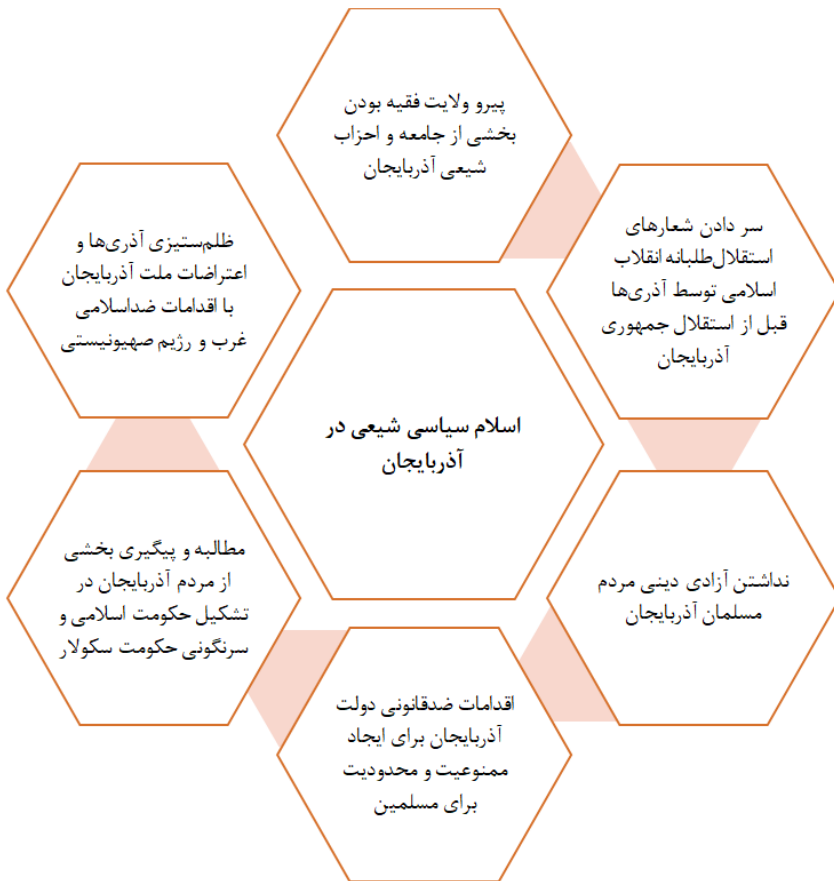 پیرو ولایت فقیه بودن
بخشی از جامعه و احزاب
شیعی آذربایجان
سر دادن شعارهای
استقلال‌طلبانه انقلاب
اسلامی توسط آذری‌ها
قبل از استقلال جمهوری
آذربایجان
نداشتن آزادی دینی مردم
مسلمان آذربایجان
اقدامات ضدقانونی دولت
آذربایجان برای ایجاد
ممنوعیت و محدودیت
برای مسلمین
مطالبه و پیگیری بخشی
از مردم آذربایجان در
تشکیل حکومت اسلامی و
سرنگونی حکومت سکولار
ظلم‌ستیزی آذری‌ها و
اعتراضات ملت آذربایجان
با اقدامات ضداسلامی
غرب و رژیم صهیونیستی
اسلام سیاسی شیعی در
آذربایجان